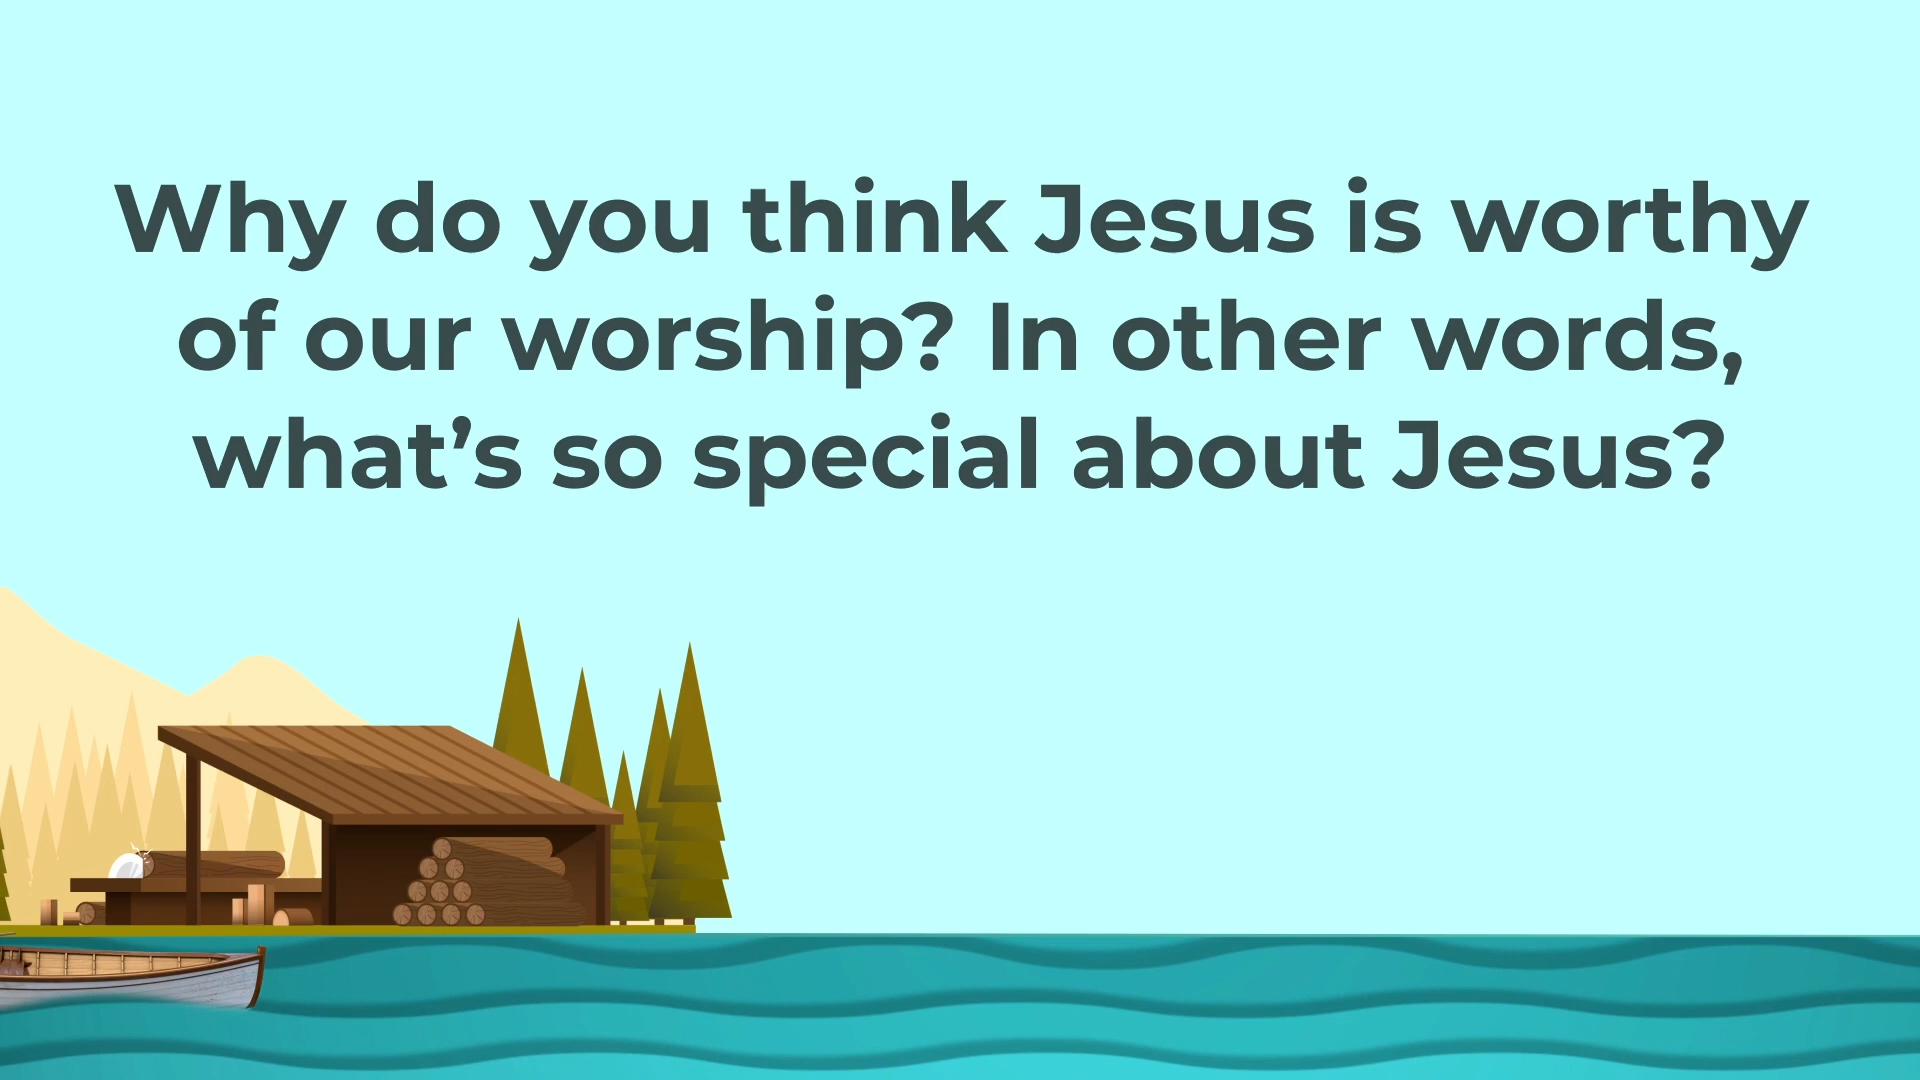 Why do you think Jesus is worthy
of our worship? In other words,
what’s so special about Jesus?